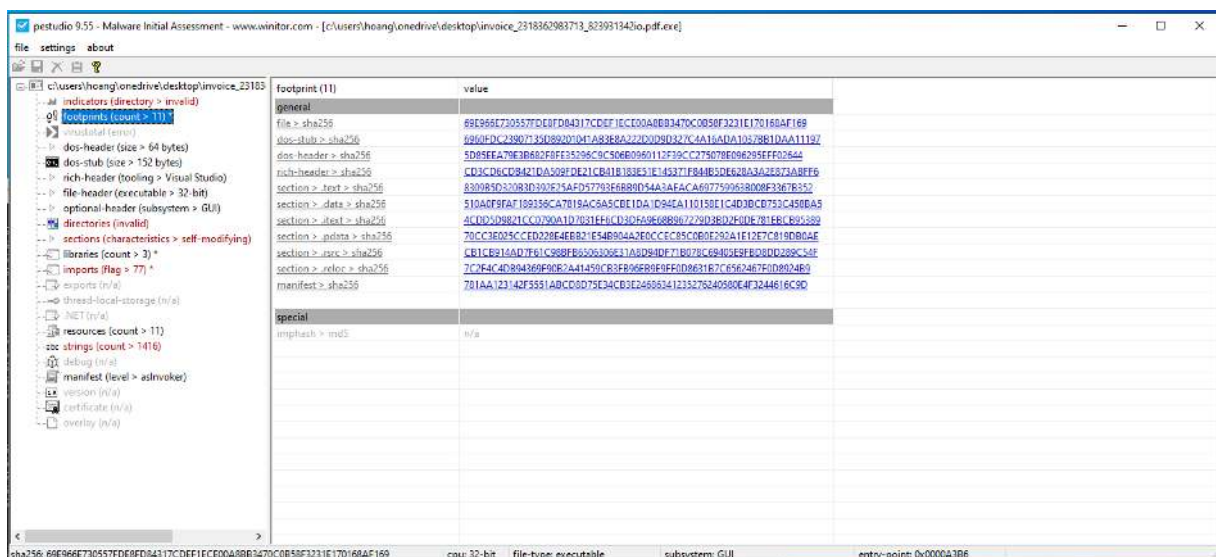 pestudio 9.55 - Malware Initial Assessment - www.winitor.com - [c:\users\hoang\onedrive\desktop\invoice_2318362983713_823931342io.pdf.exe]
file settings about
c:\users\hoang\onedrive\desktop\invoice_23183
indicators (directory > invalid)
footprints (count > 11) *
virustotal (error)
dos-header (size > 64 bytes)
dos-stub (size > 152 bytes)
rich-header (tooling > Visual Studio)
file-header (executable > 32-bit)
optional-header (subsystem > GUI)
directories (invalid)
sections (characteristics > self-modifying)
libraries (count > 3) *
imports (flag > 77) *
exports (n/a)
thread-local-storage (n/a)
.NET (n/a)
resources (count > 11)
abc strings (count > 1416)
debug (n/a)
manifest (level > asInvoker)
version (n/a)
certificate (n/a)
overlay (n/a)
footprint (11) value
general
file > sha256
dos-stub > sha256
dos-header > sha256
rich-header > sha256
section > .text > sha256
section > .data > sha256
section > .itext > sha256
section > .pdata > sha256
section > .rsrc > sha256
section > .reloc > sha256
manifest > sha256
special
imphash > md5 n/a
sha256: cpu: 32-bit file-type: executable subsystem: GUI entry-point: 0x0000A3B6